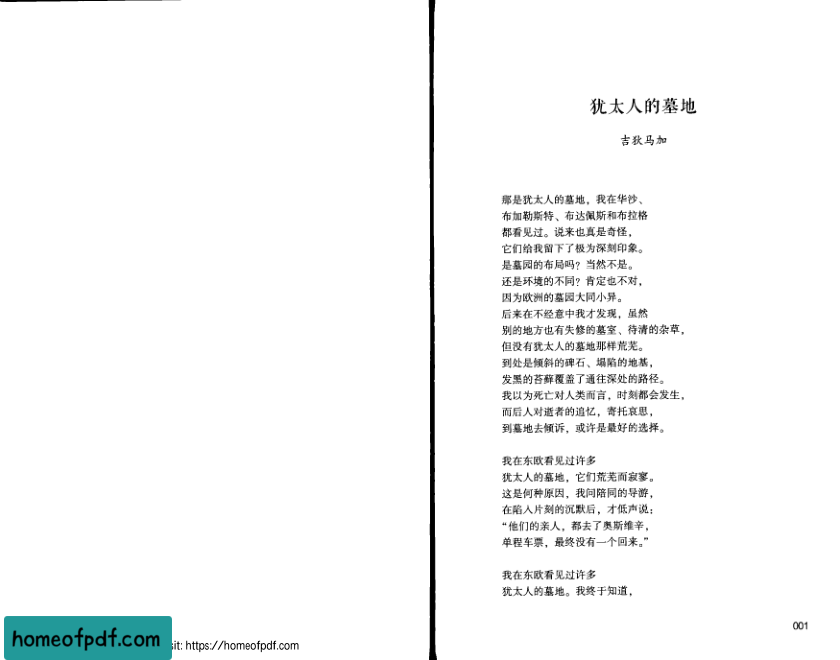 犹太人的墓地
吉狄马加
那是犹太人的墓地，我在华沙、
布加勒斯特、布达佩斯和布拉格
都看见过。说来也真是奇怪，
它们给我留下了极为深刻印象。
是墓园的布局吗？当然不是。
还是环境的不同？肯定也不对，
因为欧洲的墓园大同小异。
后来在不经意中我才发现，虽然
别的地方也有失修的墓室、待清的杂草，
但没有犹太人的墓地那样荒芜。
到处是倾斜的碑石、塌陷的地基，
发黑的苔藓覆盖了通往深处的路径。
我以为死亡对人类而言，时刻都会发生，
而后人对逝者的追忆，寄托哀思，
到墓地去倾诉，或许是最好的选择。
我在东欧看见过许多
犹太人的墓地，它们荒芜而寂寥。
这是何种原因，我问陪同的导游，
在陷入片刻的沉默后，才低声说：
“他们的亲人，都去了奥斯维辛，
单程车票，最终没有一个回来。”
我在东欧看见过许多
犹太人的墓地。我终于知道，
001
homeofpdf.com
sit: https://homeofpdf.com